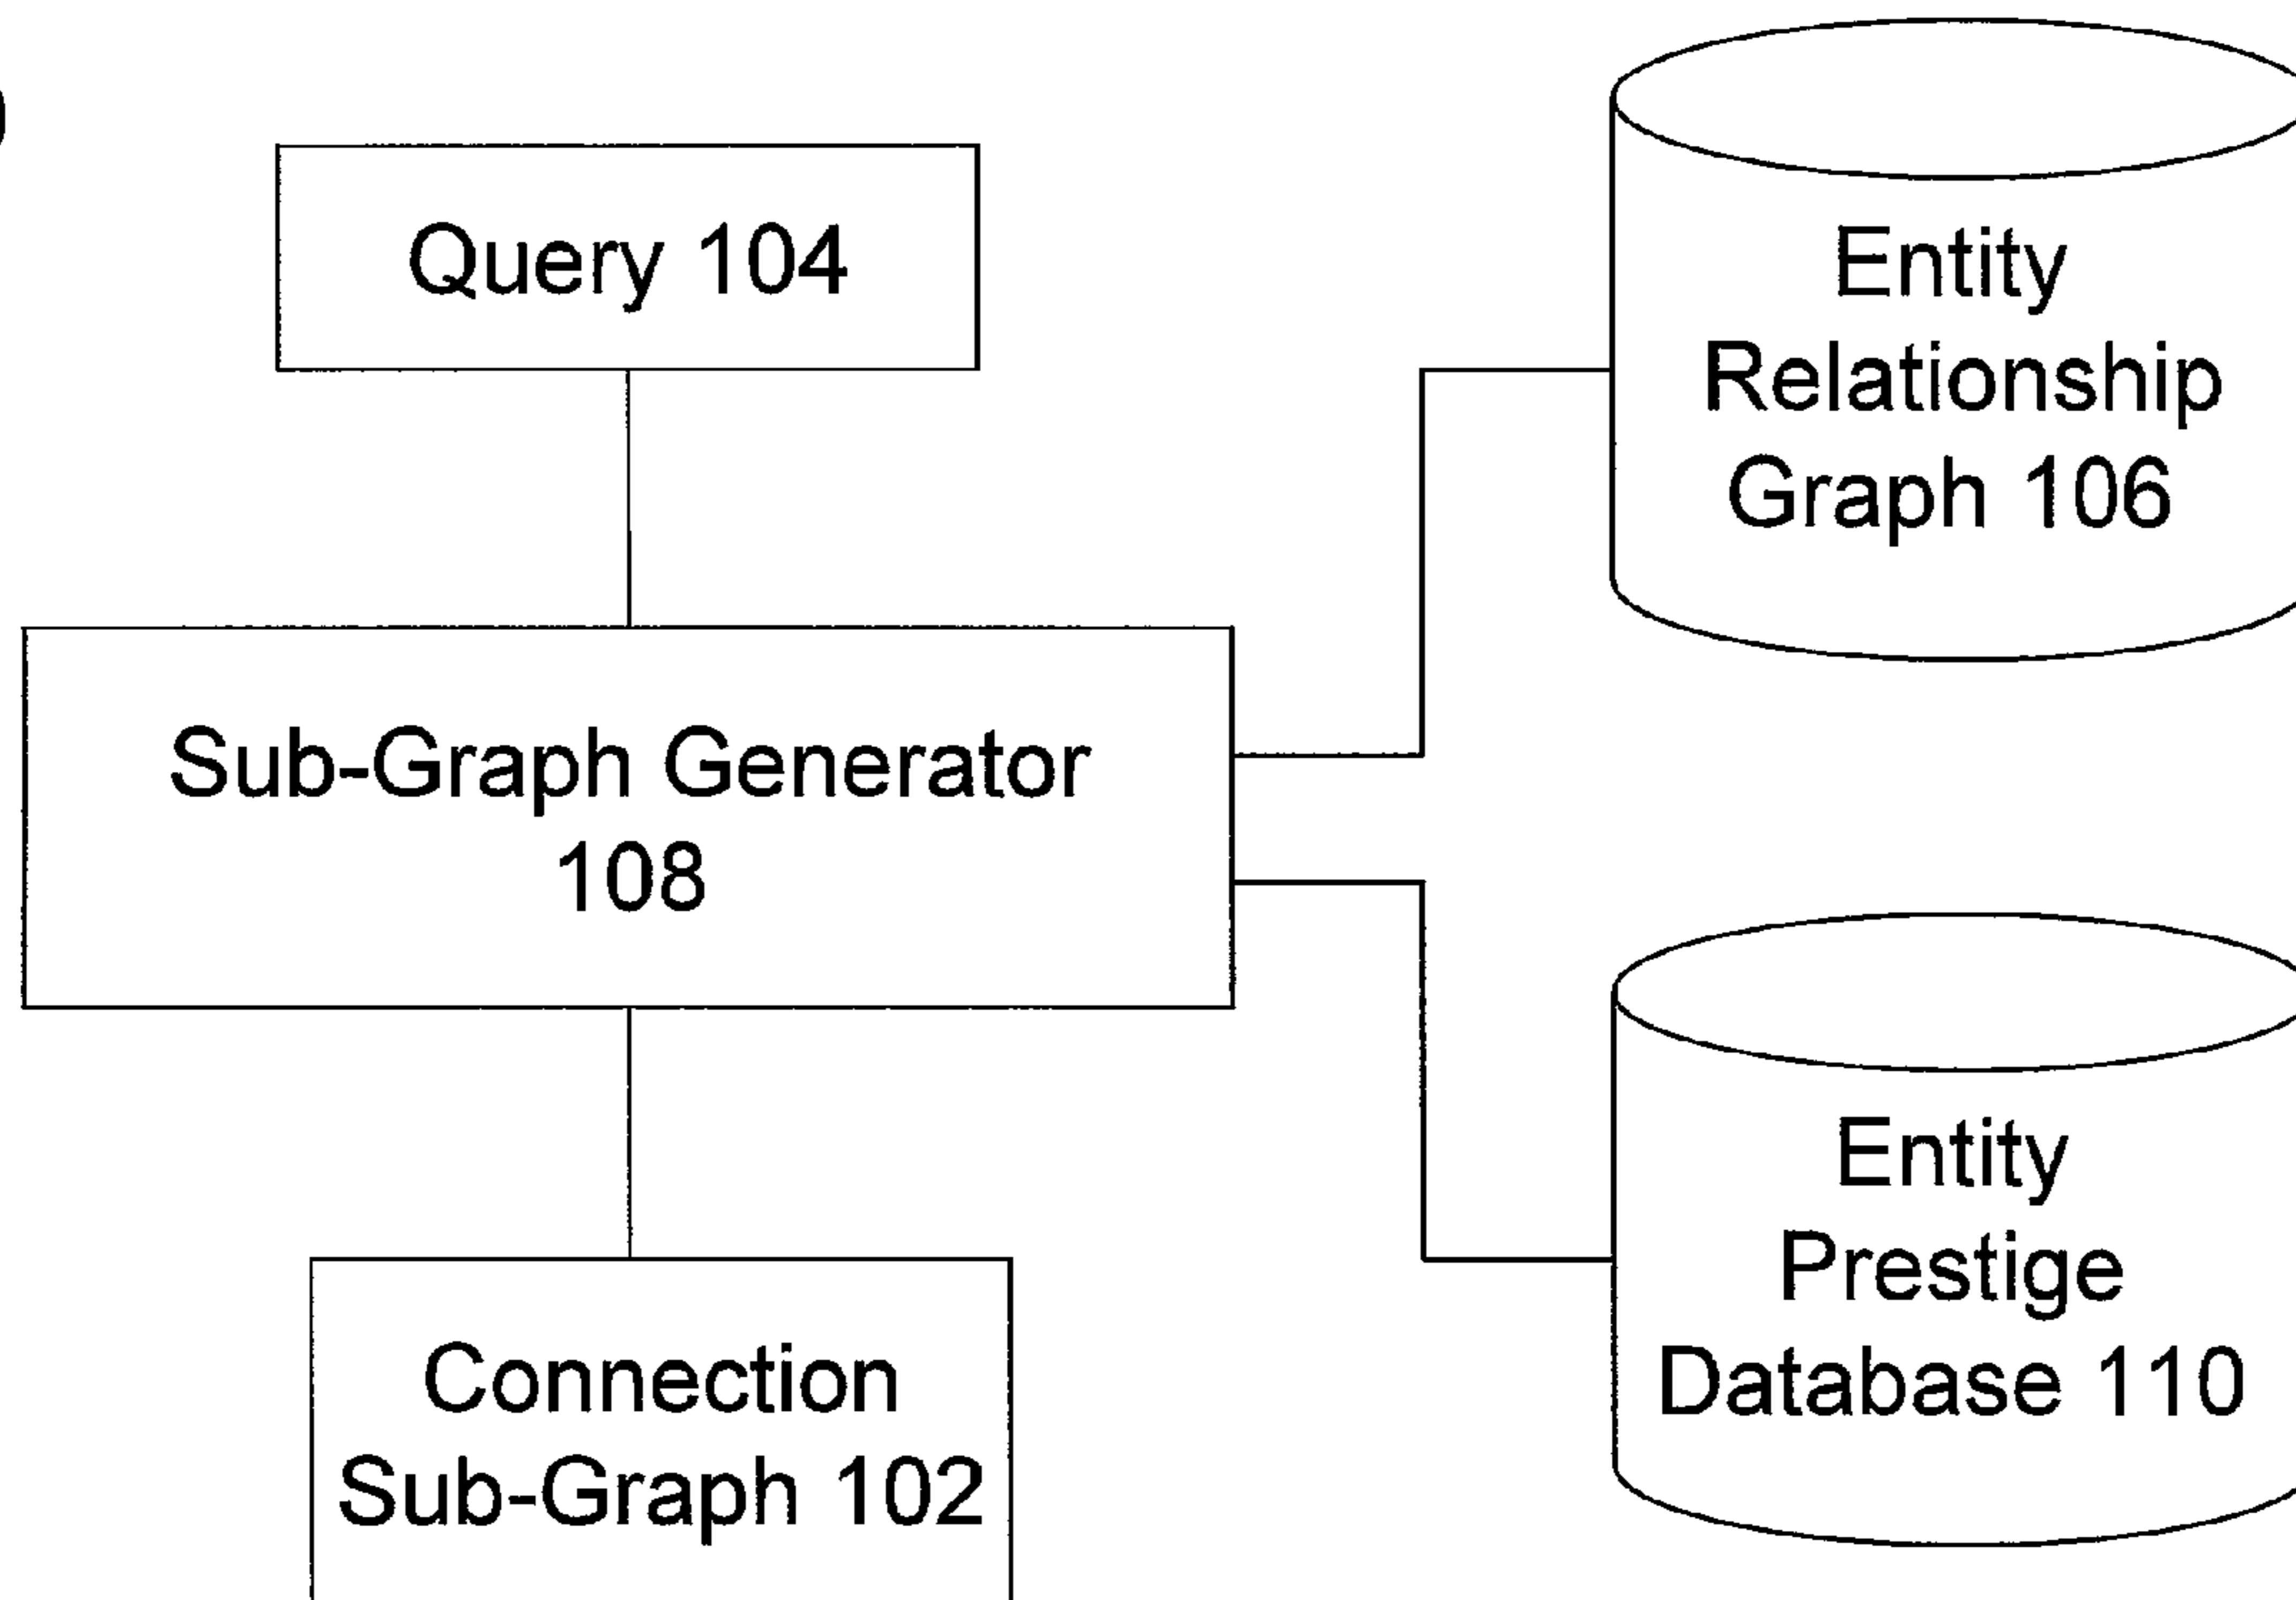 Query 104
Entity
Relationship
Graph 106
Sub-Graph Generator
108
Entity
Prestige
Database 110
Connection
Sub-Graph 102